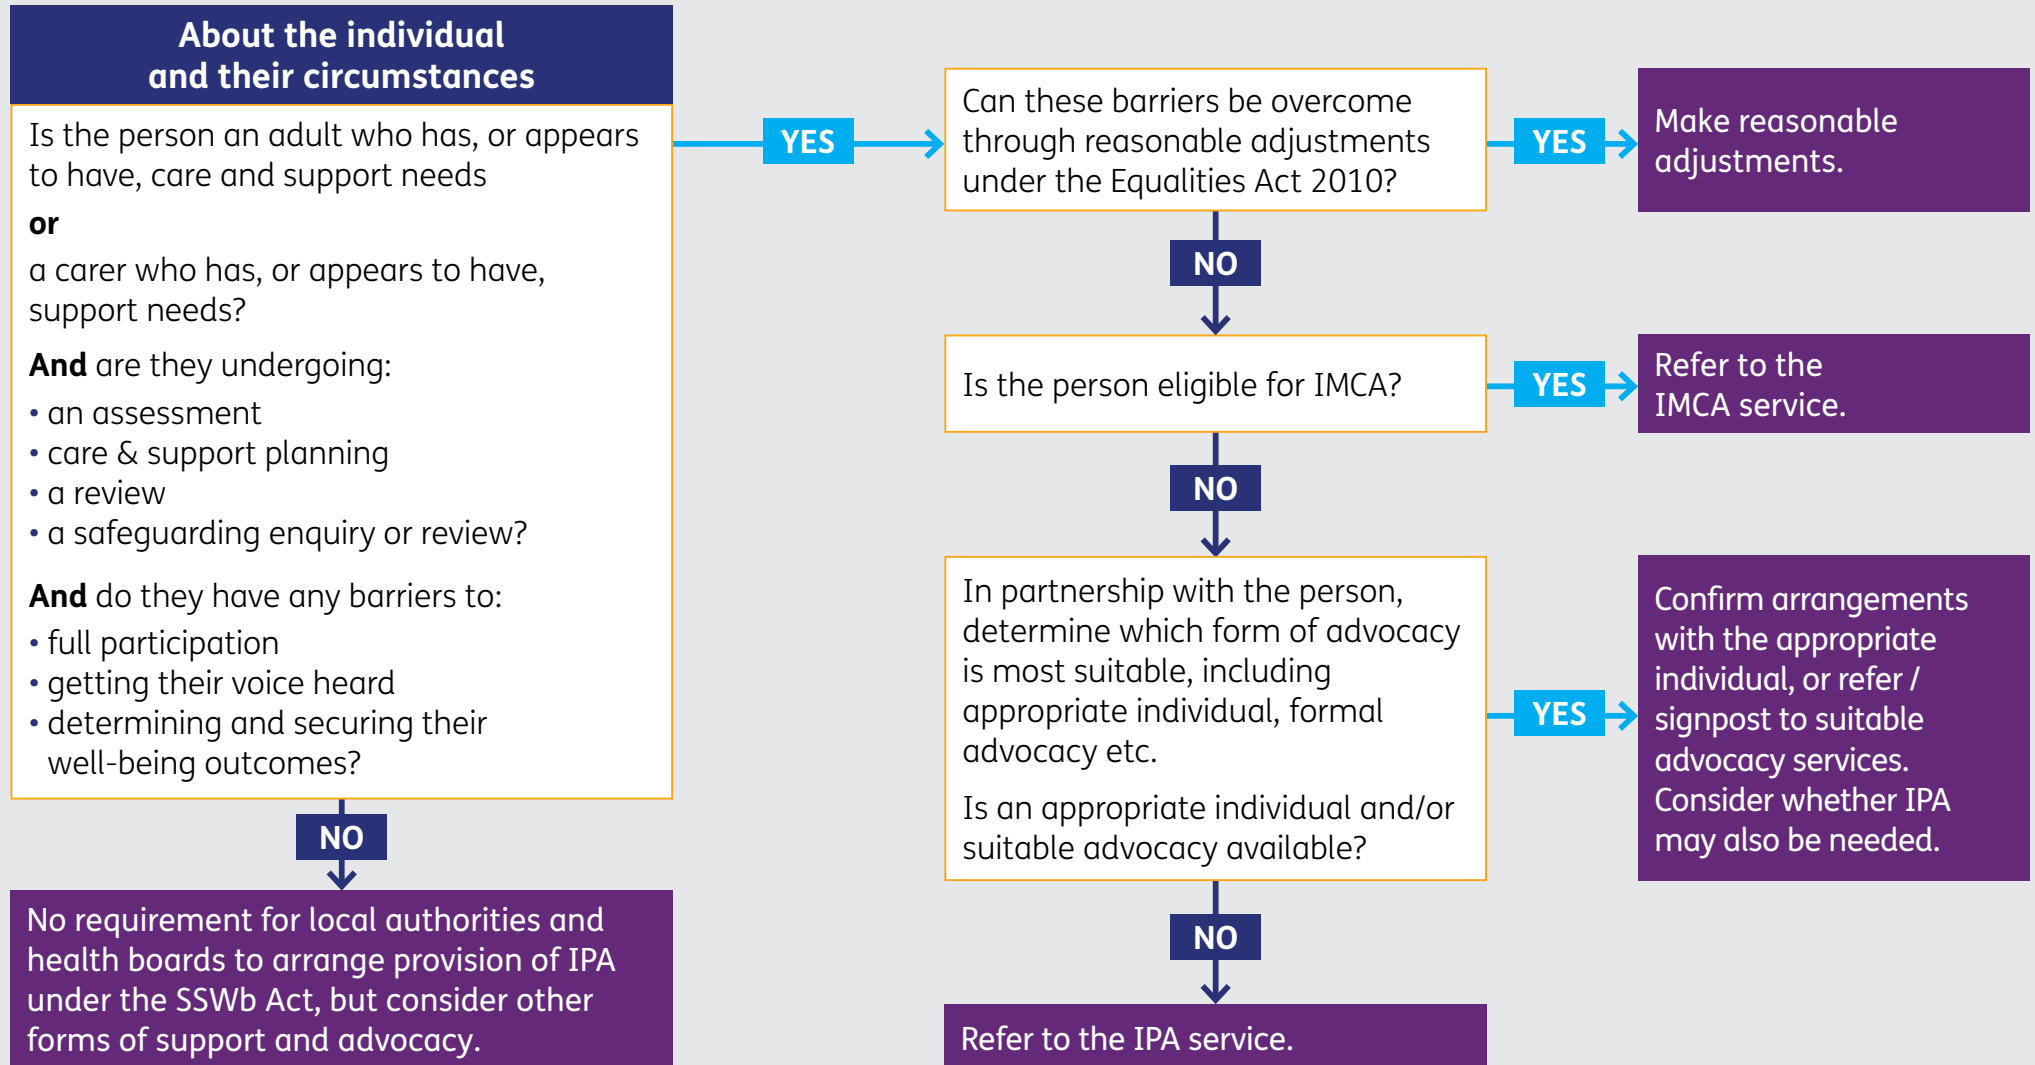 About the individual
and their circumstances
Is the person an adult who has, or appears
to have, care and support needs
or
a carer who has, or appears to have,
support needs?
And are they undergoing:
• an assessment
• care & support planning
• a review
• a safeguarding enquiry or review?
And do they have any barriers to:
• full participation
• getting their voice heard
• determining and securing their
well-being outcomes?
NO
No requirement for local authorities and
health boards to arrange provision of IPA
under the SSWb Act, but consider other
forms of support and advocacy.
YES
Can these barriers be overcome
through reasonable adjustments
under the Equalities Act 2010?
YES
Make reasonable
adjustments.
NO
Is the person eligible for IMCA?
YES
Refer to the
IMCA service.
NO
In partnership with the person,
determine which form of advocacy
is most suitable, including
appropriate individual, formal
advocacy etc.
Is an appropriate individual and/or
suitable advocacy available?
YES
Confirm arrangements
with the appropriate
individual, or refer /
signpost to suitable
advocacy services.
Consider whether IPA
may also be needed.
NO
Refer to the IPA service.